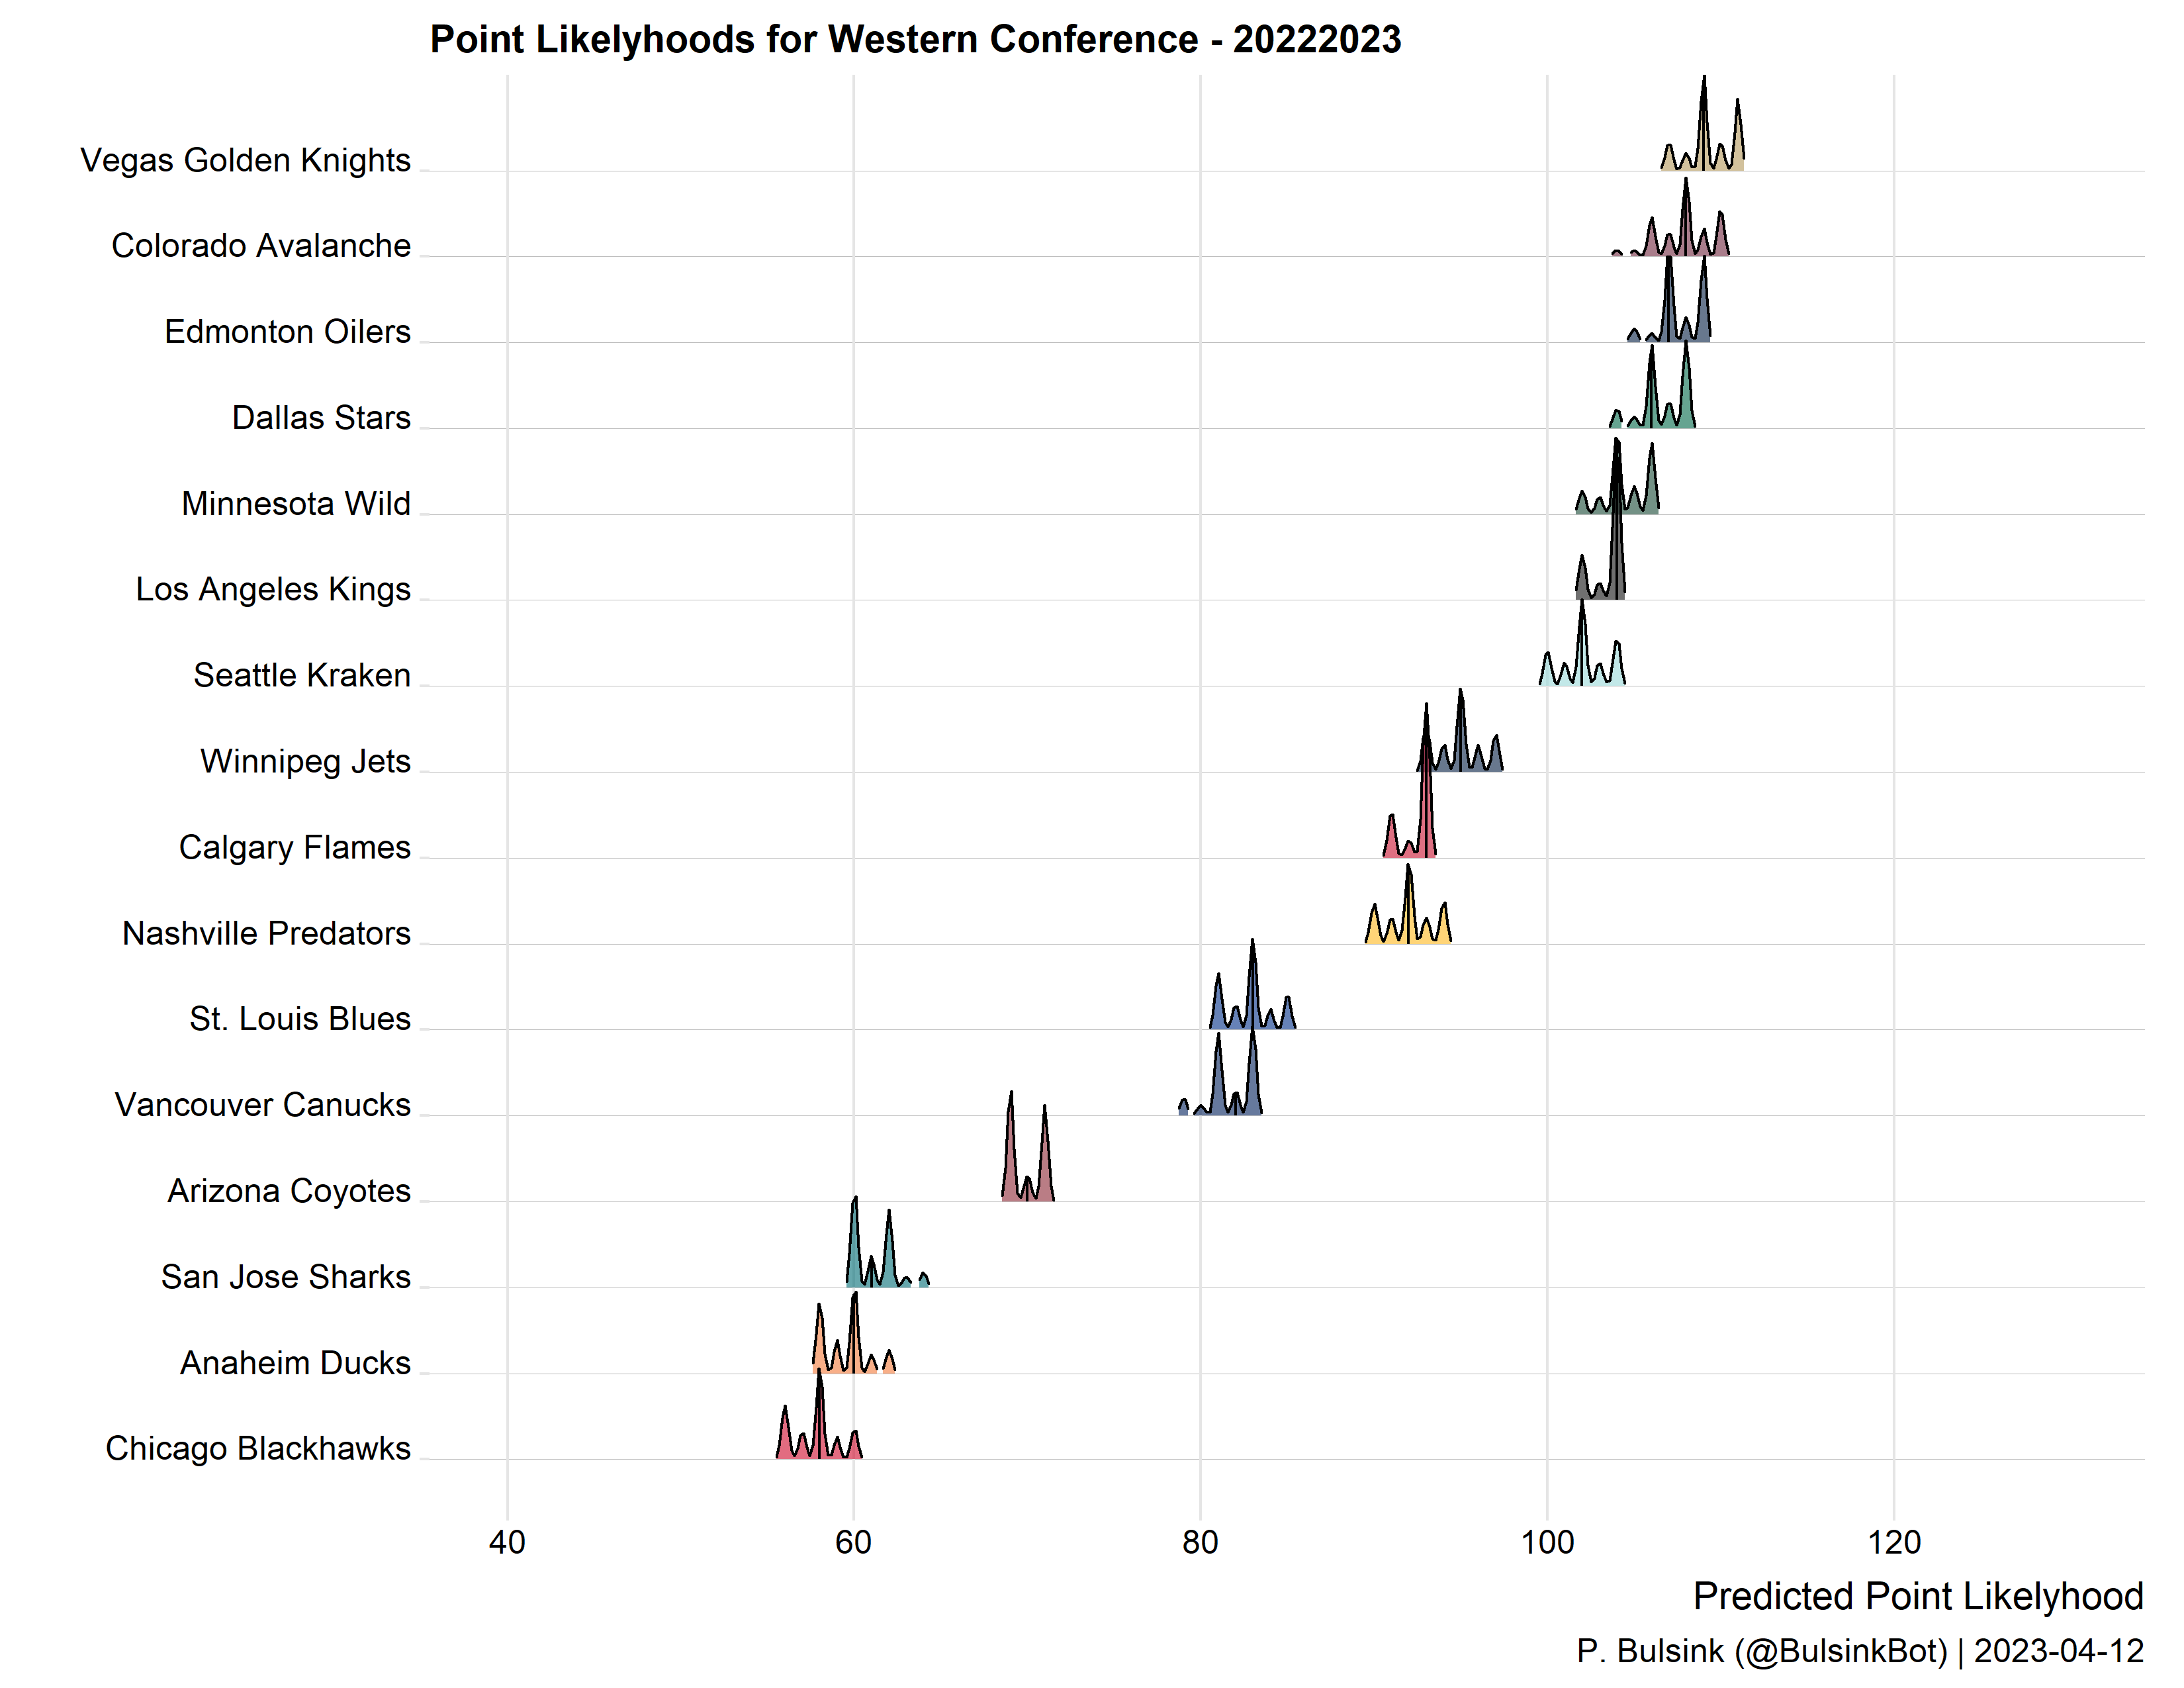 Point Likelyhoods for Western Conference - 20222023
Vegas Golden Knights
Colorado Avalanche
Edmonton Oilers
Dallas Stars
Minnesota Wild
Los Angeles Kings
Seattle Kraken
Winnipeg Jets
Calgary Flames
Nashville Predators
St. Louis Blues
Vancouver Canucks
Arizona Coyotes
San Jose Sharks
Anaheim Ducks
Chicago Blackhawks
40 60 80 100 120
Predicted Point Likelyhood
P. Bulsink (@BulsinkBot) | 2023-04-12